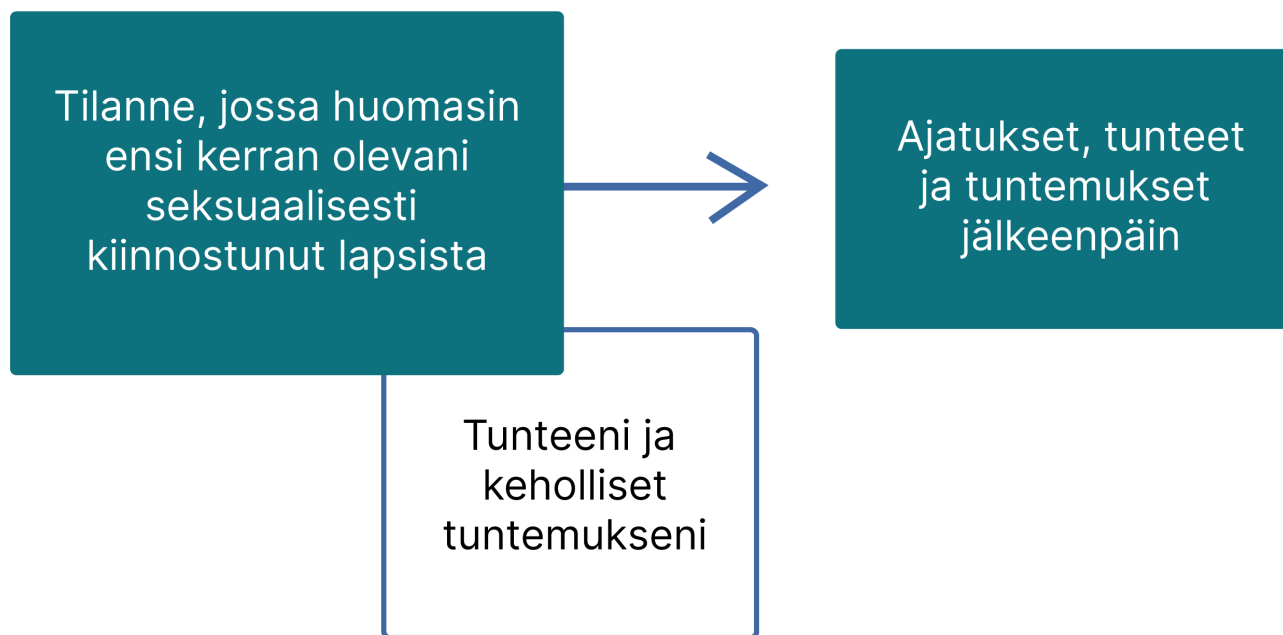 Tilanne, jossa huomasin
ensi kerran olevani
seksuaalisesti
kiinnostunut lapsista
Ajatukset, tunteet
ja tuntemukset
jälkeenpäin
Tunteeni ja
keholliset
tuntemukseni